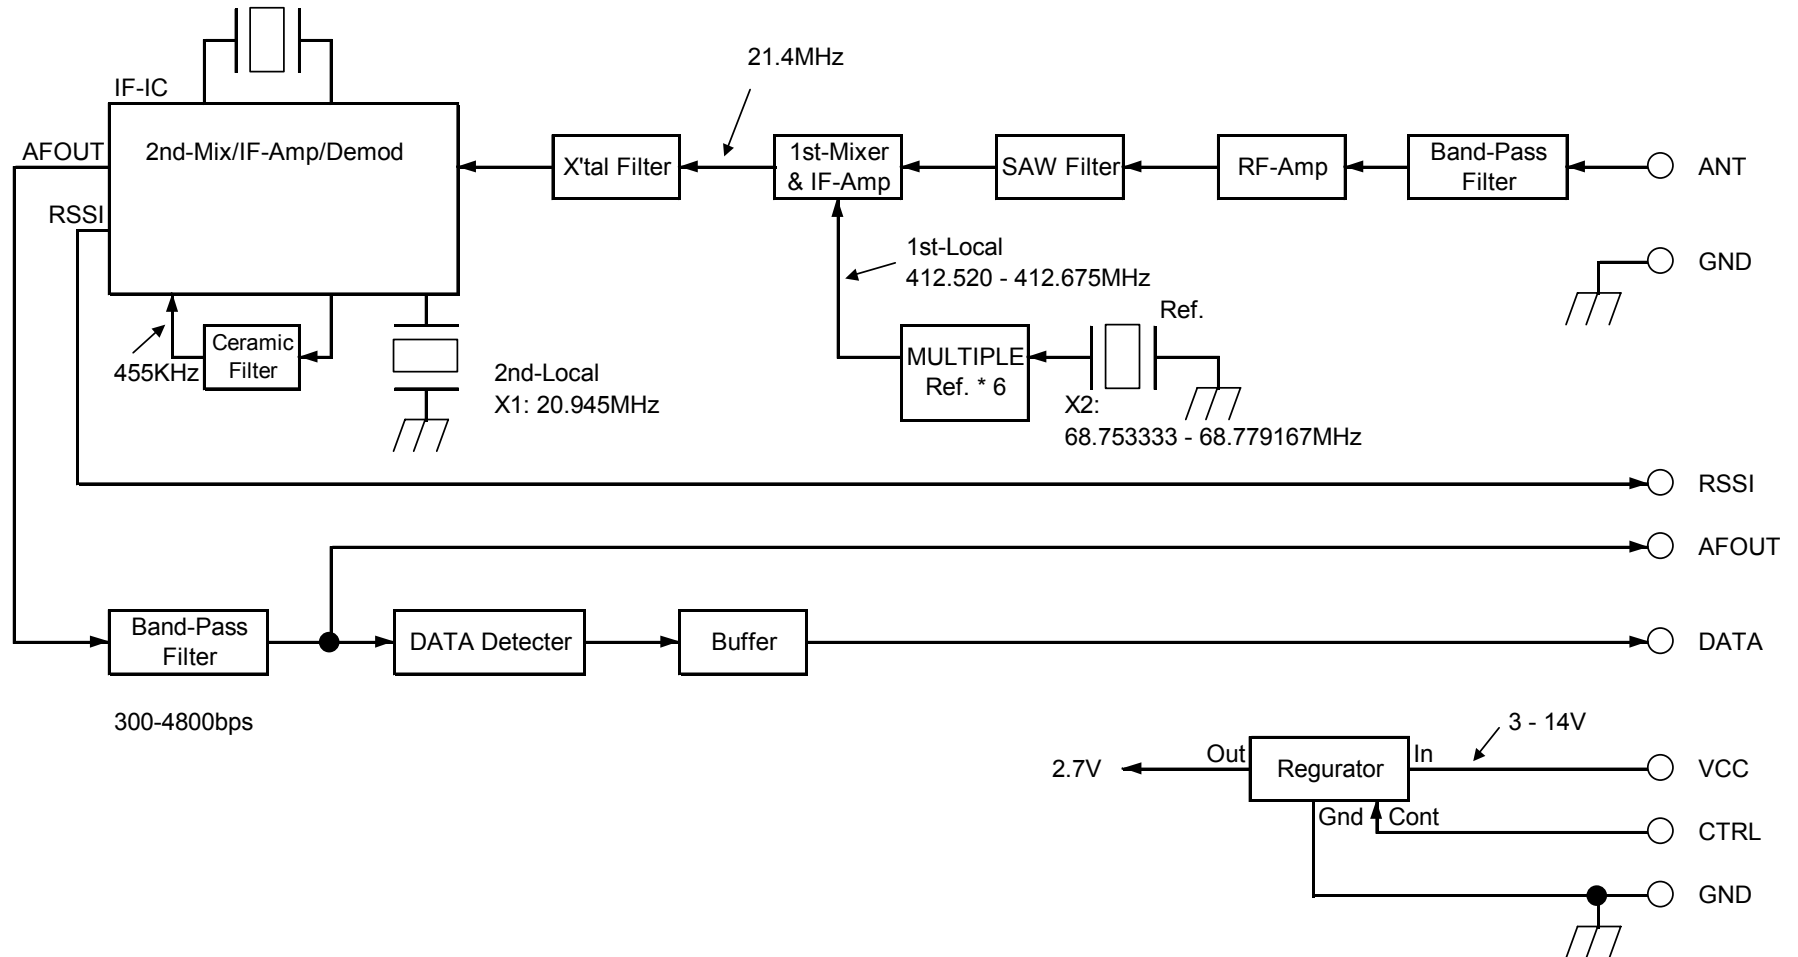 21.4MHz
IF-IC
AFOUT
2nd-Mix/IF-Amp/Demod
X'tal Filter
1st-Mixer
& IF-Amp
SAW Filter
RF-Amp
Band-Pass
Filter
ANT
RSSI
1st-Local
412.520 - 412.675MHz
GND
Ref.
Ceramic
Filter
455KHz
2nd-Local
X1: 20.945MHz
MULTIPLE
Ref. * 6
X2:
68.753333 - 68.779167MHz
RSSI
AFOUT
Band-Pass
Filter
DATA Detecter
Buffer
DATA
300-4800bps
3 - 14V
2.7V
Out
Regurator
In
VCC
Gnd
Cont
CTRL
GND